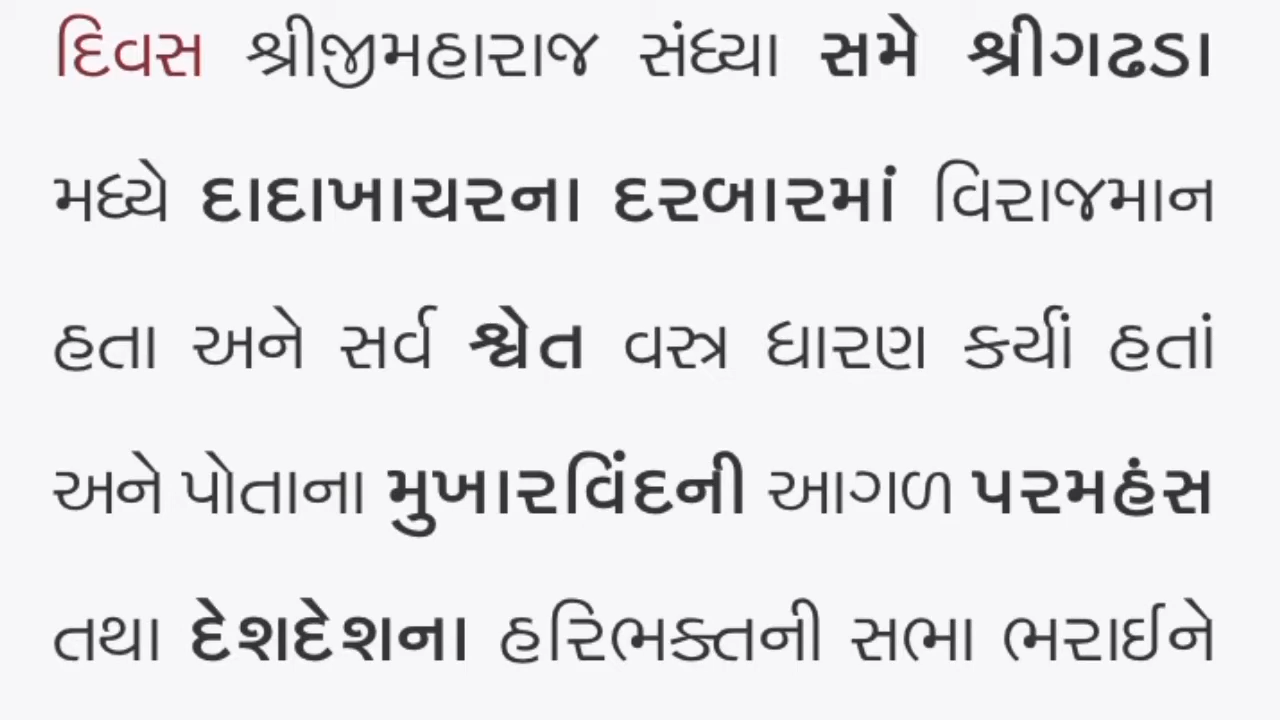 દિવસ શ્રીજીમહારાજ સંધ્યા સમે શ્રીગઢડા
મધ્યે દાદાખાચરના દરબારમાં વિરાજમાન
હતા અને સર્વ શ્વેત વસ્ત્ર ધારણ કર્યાં હતાં
અને પોતાના મુખારવિંદની આગળ પરમહંસ
તથા દેશદેશના હરિભક્તની સભા ભરાઈને